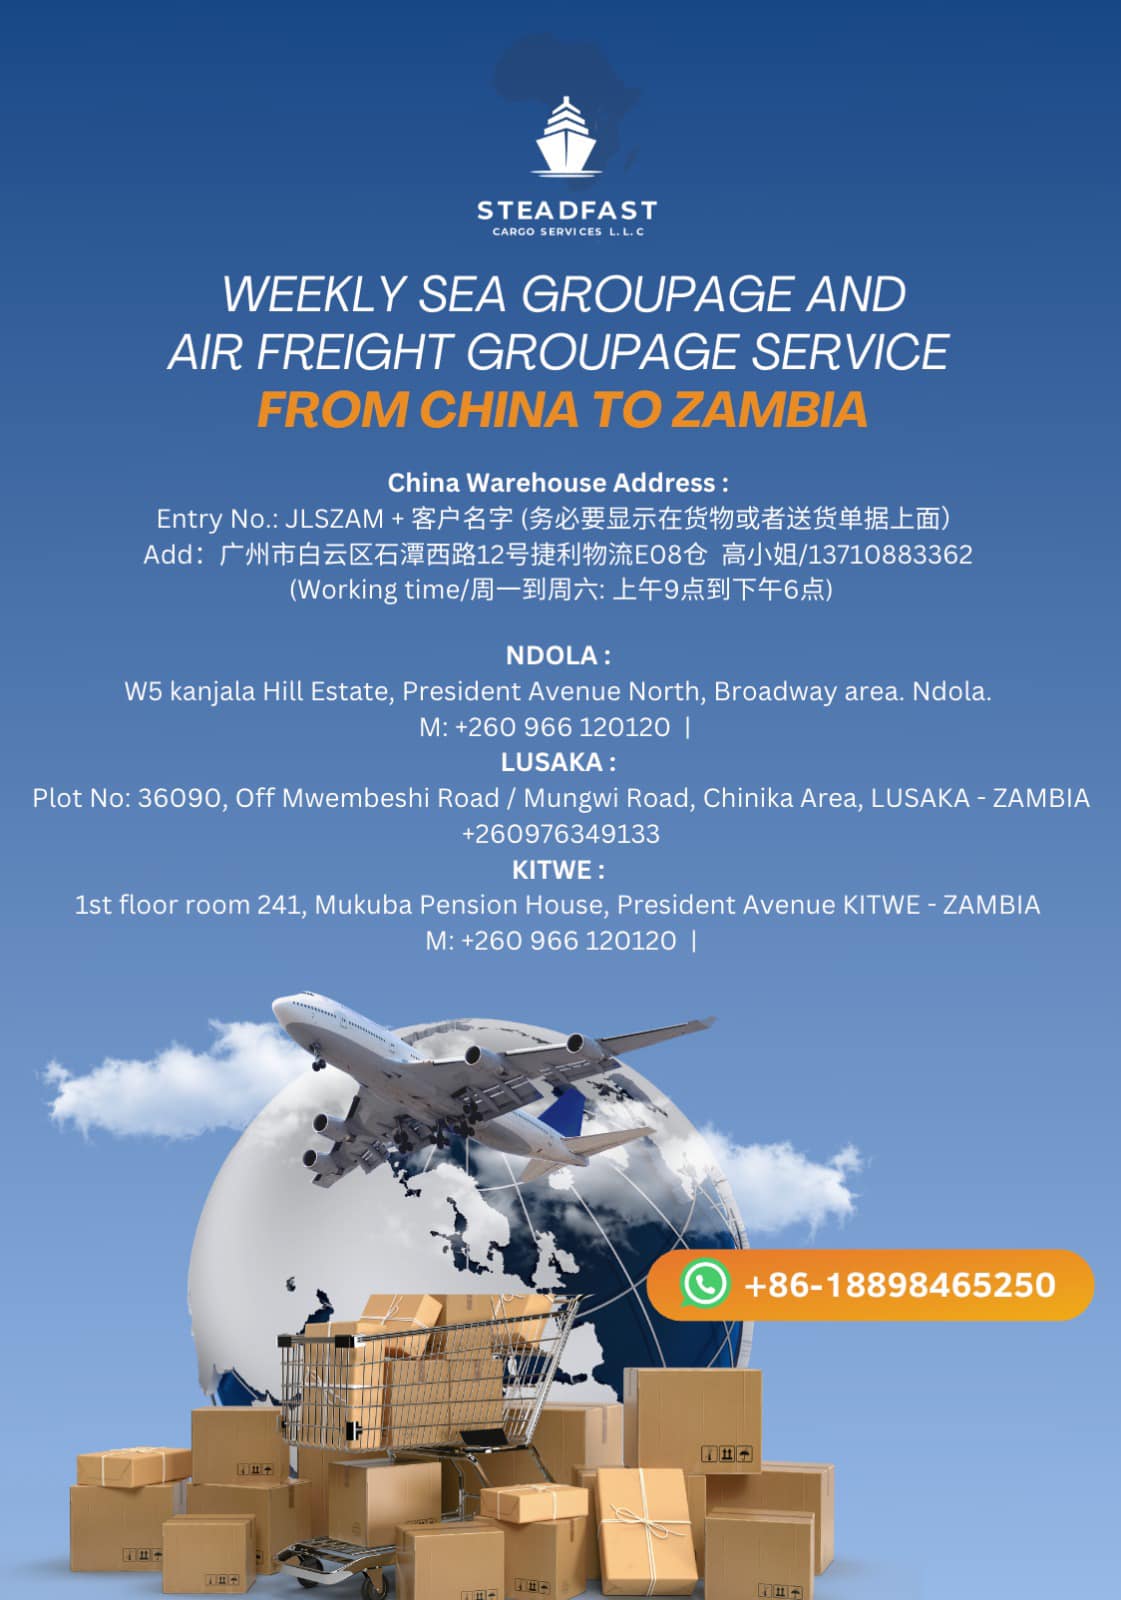 STEADFAST
CARGO SERVICES L.L.C
WEEKLY SEA GROUPAGE AND
AIR FREIGHT GROUPAGE SERVICE
FROM CHINA TO ZAMBIA
China Warehouse Address :
Entry No.: JLSZAM + 客户名字 (务必要显示在货物或者送货单据上面）
Add：广州市白云区石潭西路12号捷利物流E08仓 高小姐/13710883362
(Working time/周一到周六: 上午9点到下午6点)
NDOLA :
W5 kanjala Hill Estate, President Avenue North, Broadway area. Ndola.
M: +260 966 120120 |
LUSAKA :
Plot No: 36090, Off Mwembeshi Road / Mungwi Road, Chinika Area, LUSAKA - ZAMBIA
+260976349133
KITWE :
1st floor room 241, Mukuba Pension House, President Avenue KITWE - ZAMBIA
M: +260 966 120120 |
+86-18898465250